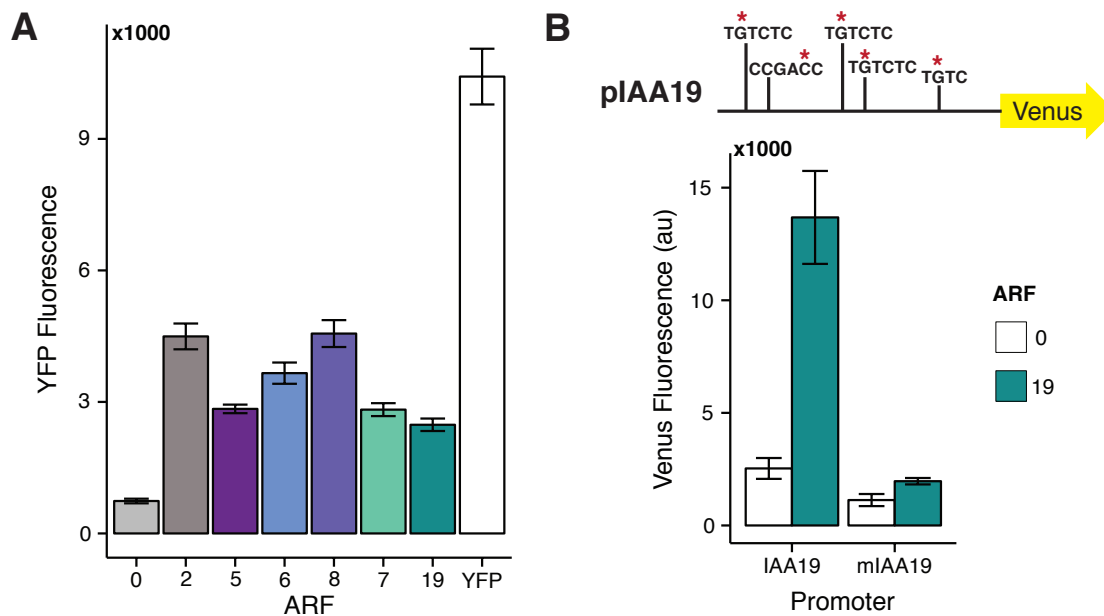 A
x1000
YFP Fluorescence
9
6
3
0
0 2 5 6 8 7 19 YFP
ARF
B
TGTCTC TGTCTC
* * * * *
CCGACC TGTCTC TGTC
pIAA19
Venus
x1000
Venus Fluorescence (au)
15
10
5
0
IAA19 mIAA19
Promoter
ARF
0
19